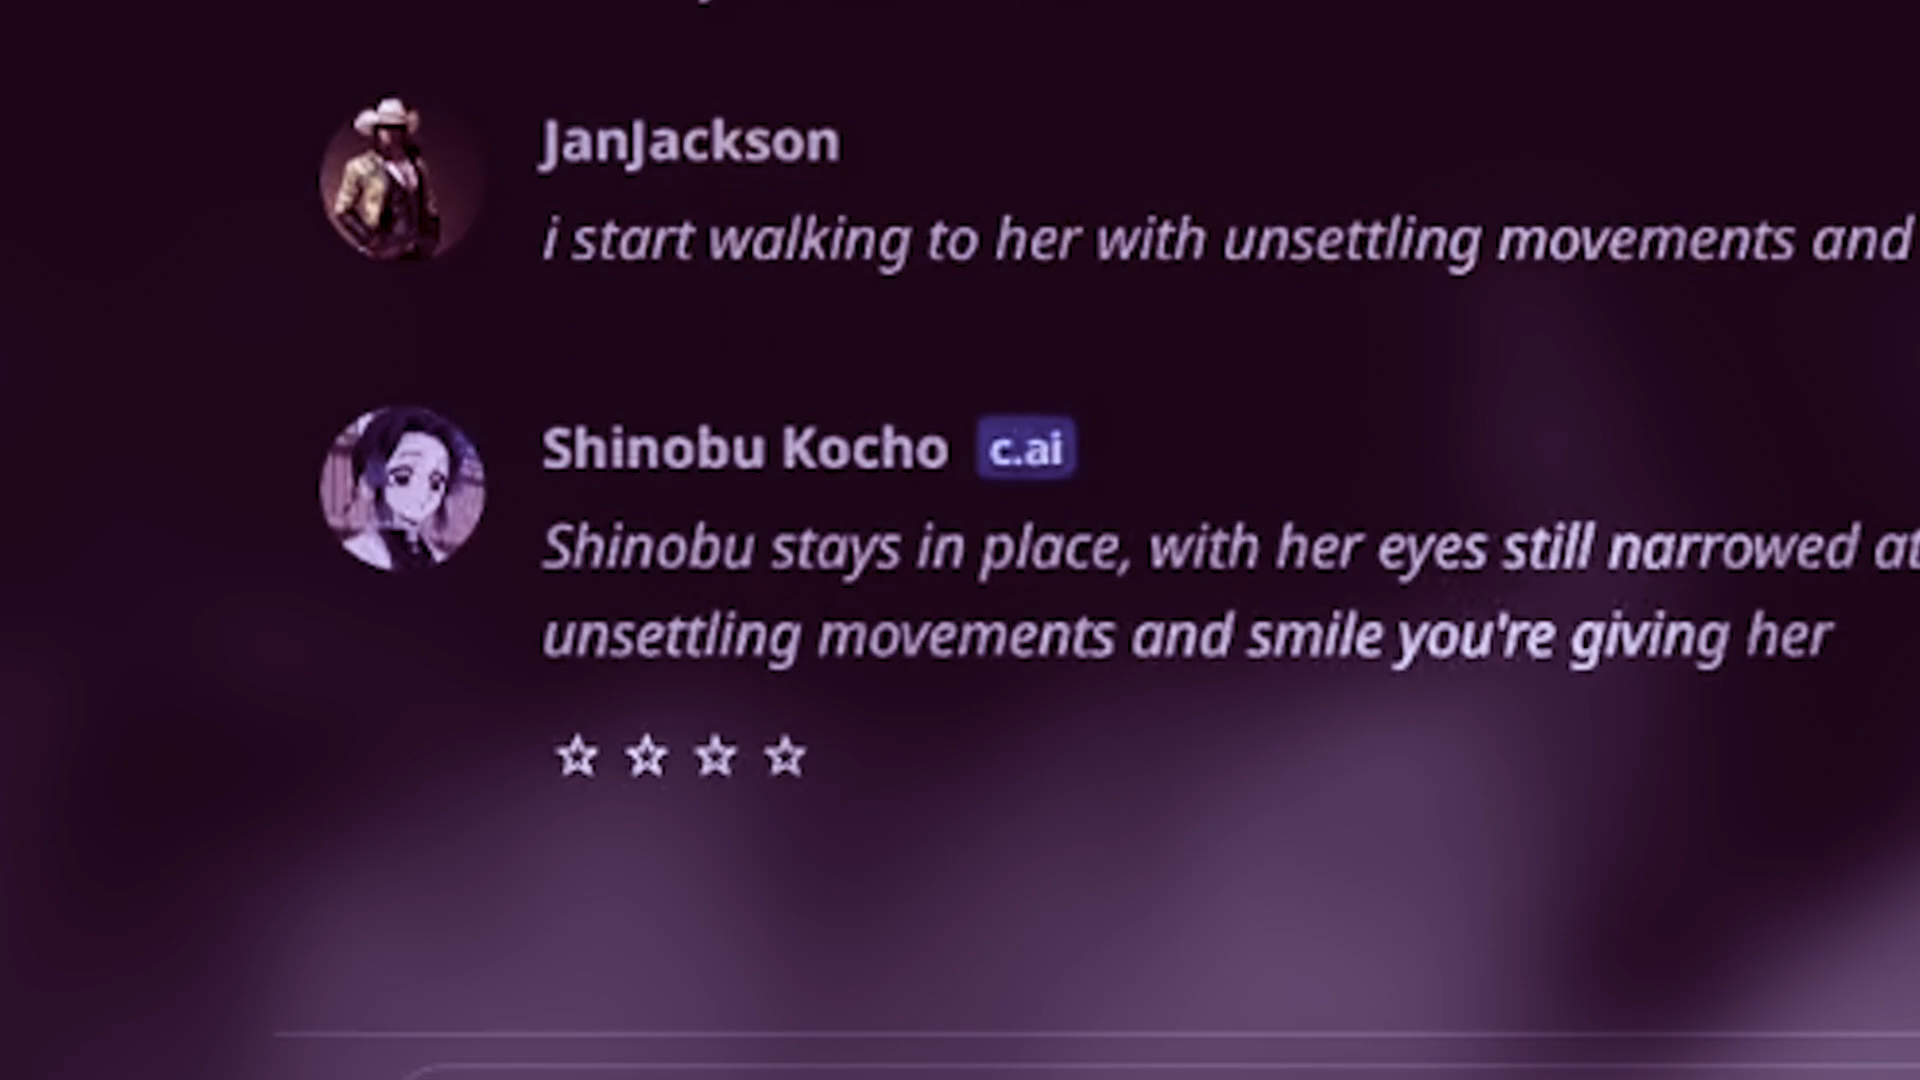 JanJackson
i start walking to her with unsettling movements and
Shinobu Kocho c.ai
Shinobu stays in place, with her eyes still narrowed at
unsettling movements and smile you're giving her